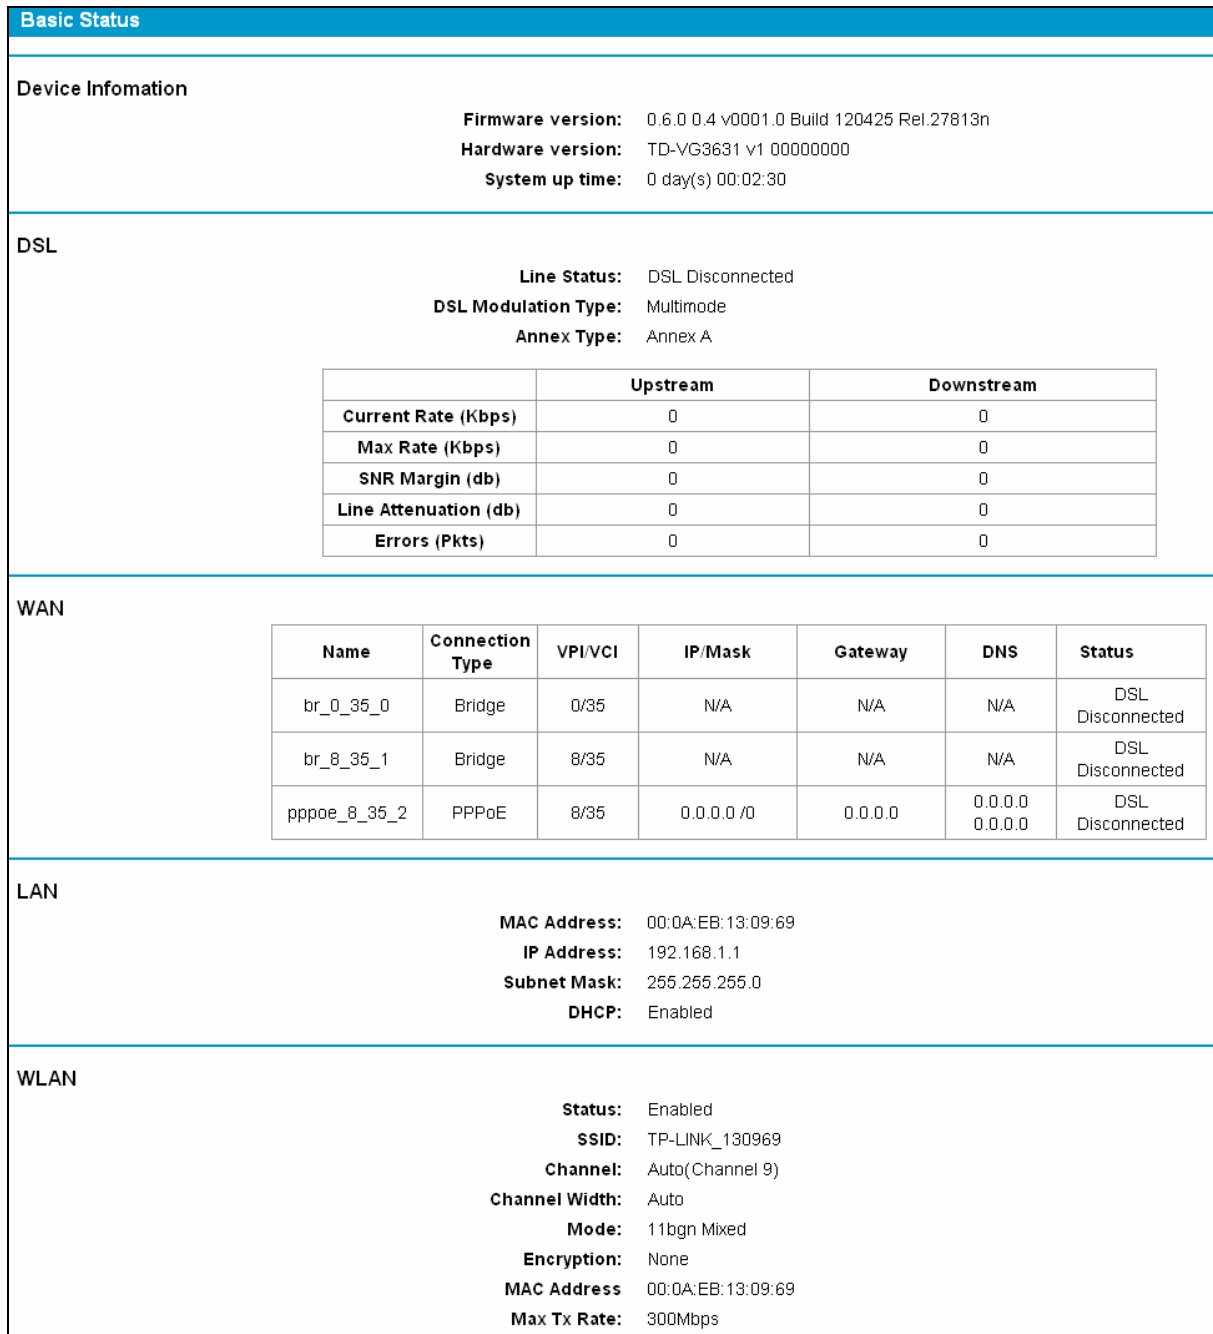 Basic Status
Device Infomation
Firmware version: 0.6.0 0.4 v0001.0 Build 120425 Rel.27813n
Hardware version: TD-VG3631 v1 00000000
System up time: 0 day(s) 00:02:30
DSL
Line Status: DSL Disconnected
DSL Modulation Type: Multimode
Annex Type: Annex A
Upstream Downstream
Current Rate (Kbps) 0 0
Max Rate (Kbps) 0 0
SNR Margin (db) 0 0
Line Attenuation (db) 0 0
Errors (Pkts) 0 0
WAN
Name Connection Type VPI/VCI IP/Mask Gateway DNS Status
br_0_35_0 Bridge 0/35 N/A N/A N/A DSL Disconnected
br_8_35_1 Bridge 8/35 N/A N/A N/A DSL Disconnected
pppoe_8_35_2 PPPoE 8/35 0.0.0.0 /0 0.0.0.0 0.0.0.0 0.0.0.0 DSL Disconnected
LAN
MAC Address: 00:0A:EB:13:09:69
IP Address: 192.168.1.1
Subnet Mask: 255.255.255.0
DHCP: Enabled
WLAN
Status: Enabled
SSID: TP-LINK_130969
Channel: Auto(Channel 9)
Channel Width: Auto
Mode: 11bgn Mixed
Encryption: None
MAC Address 00:0A:EB:13:09:69
Max Tx Rate: 300Mbps